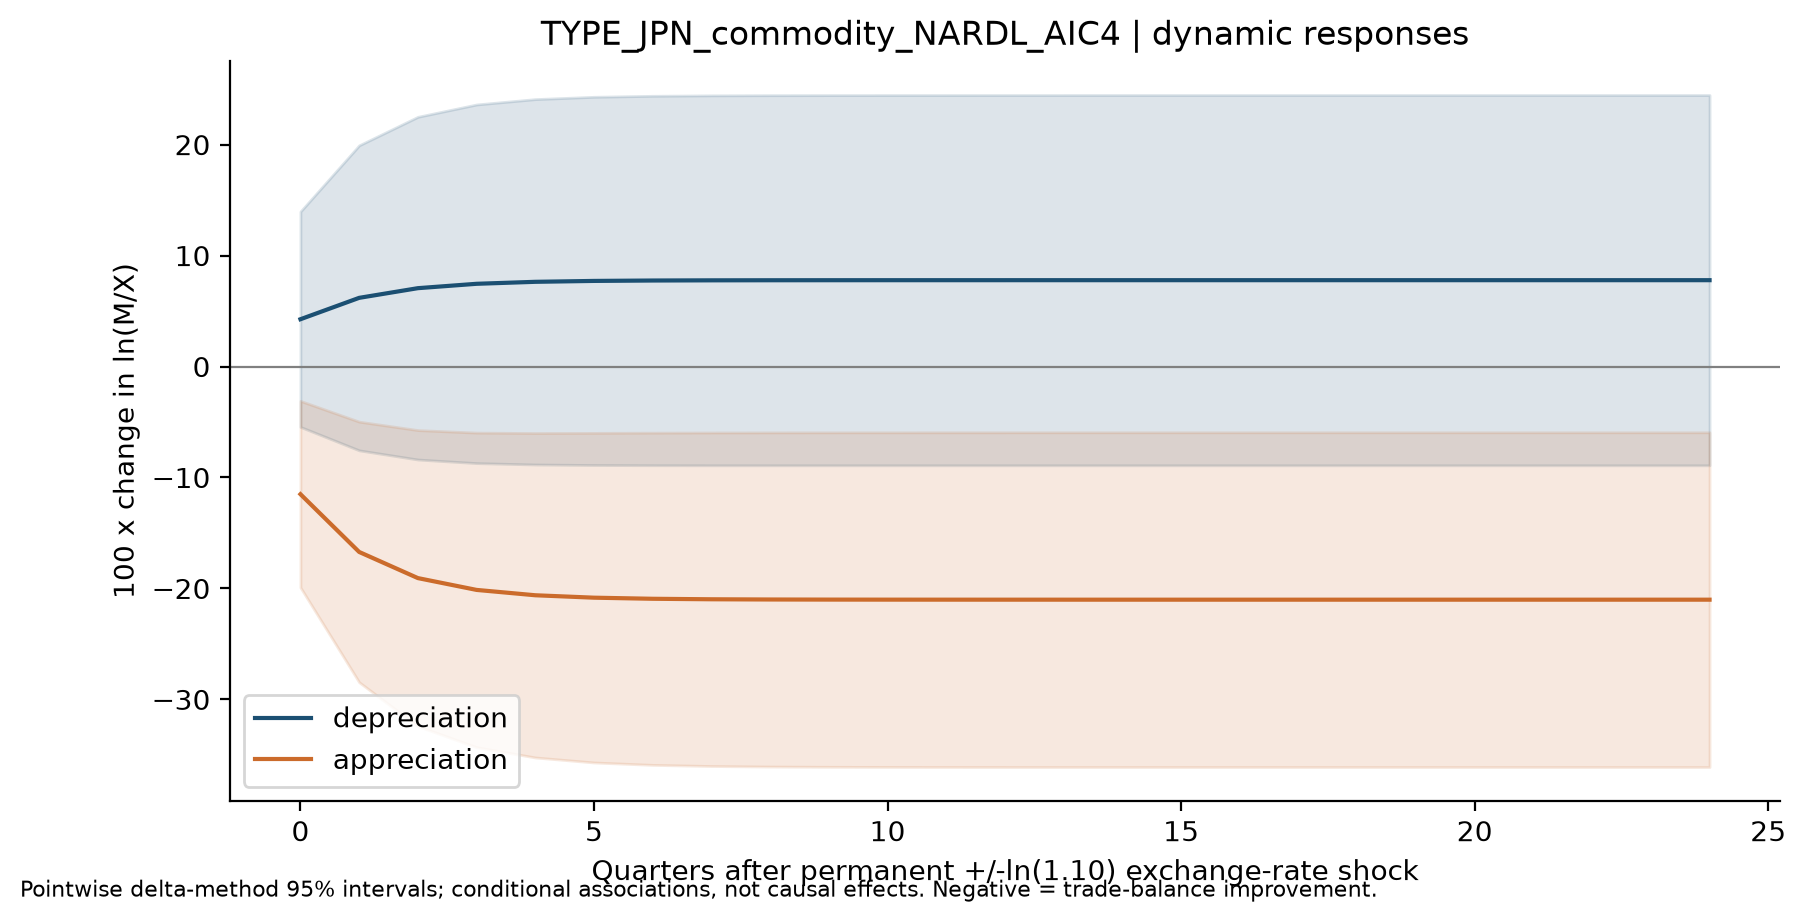 TYPE_JPN_commodity_NARDL_AIC4 | dynamic responses
100 x change in ln(M/X)
20
10
0
−10
−20
−30
depreciation
appreciation
0
5
10
15
20
25
Quarters after permanent +/-ln(1.10) exchange-rate shock
Pointwise delta-method 95% intervals; conditional associations, not causal effects. Negative = trade-balance improvement.